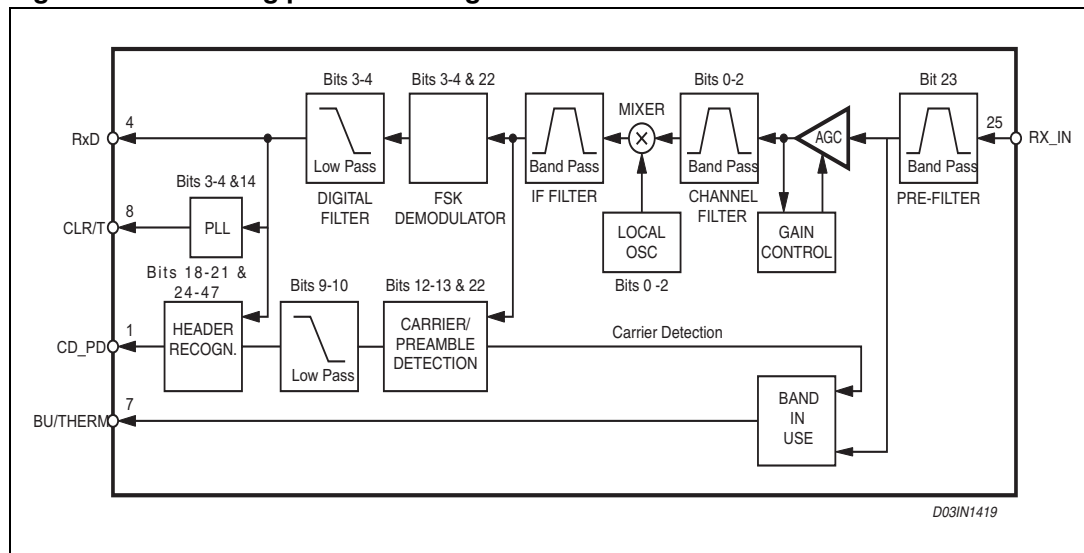 Bits 3-4
Bits 3-4 & 22
Bits 0-2
Bit 23
MIXER
RxD
4
Low Pass
Band Pass
Band Pass
AGC
Band Pass
25
RX_IN
DIGITAL
FILTER
FSK
DEMODULATOR
IF FILTER
CHANNEL
FILTER
PRE-FILTER
Bits 3-4 &14
CLR/T
8
PLL
LOCAL
OSC
GAIN
CONTROL
Bits 0 -2
Bits 18-21 &
24-47
Bits 9-10
Bits 12-13 & 22
CD_PD
1
HEADER
RECOGN.
Low Pass
CARRIER/
PREAMBLE
DETECTION
Carrier Detection
BU/THERM
7
BAND
IN
USE
D03IN1419